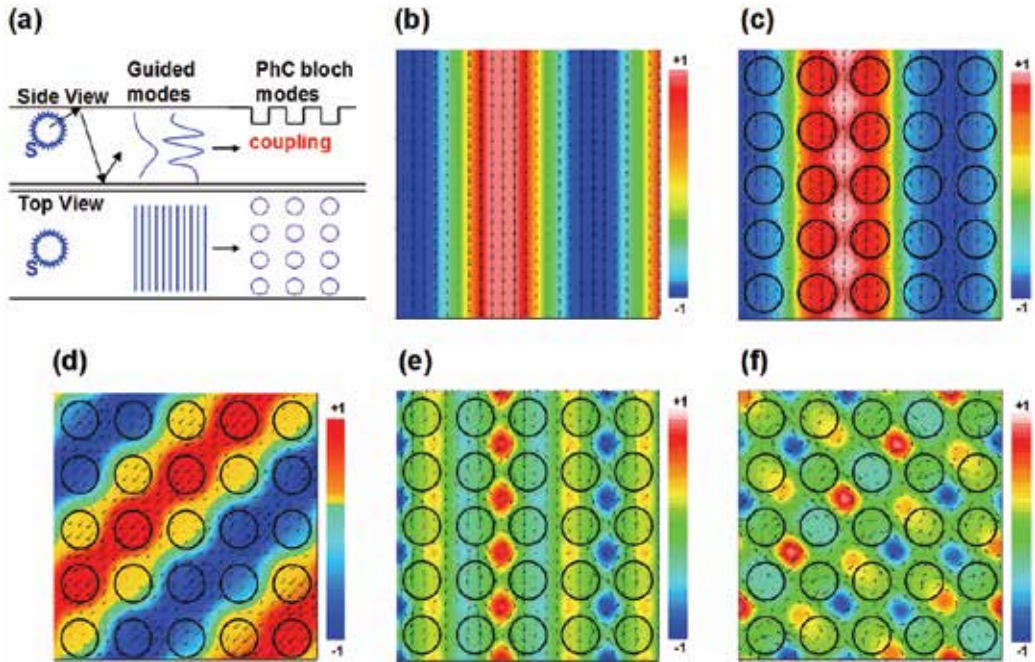 (a)
Side View
Guided modes
PhC bloch modes
S
coupling
Top View
S
(b)
+1
-1
(c)
+1
-1
(d)
+1
-1
(e)
+1
-1
(f)
+1
-1